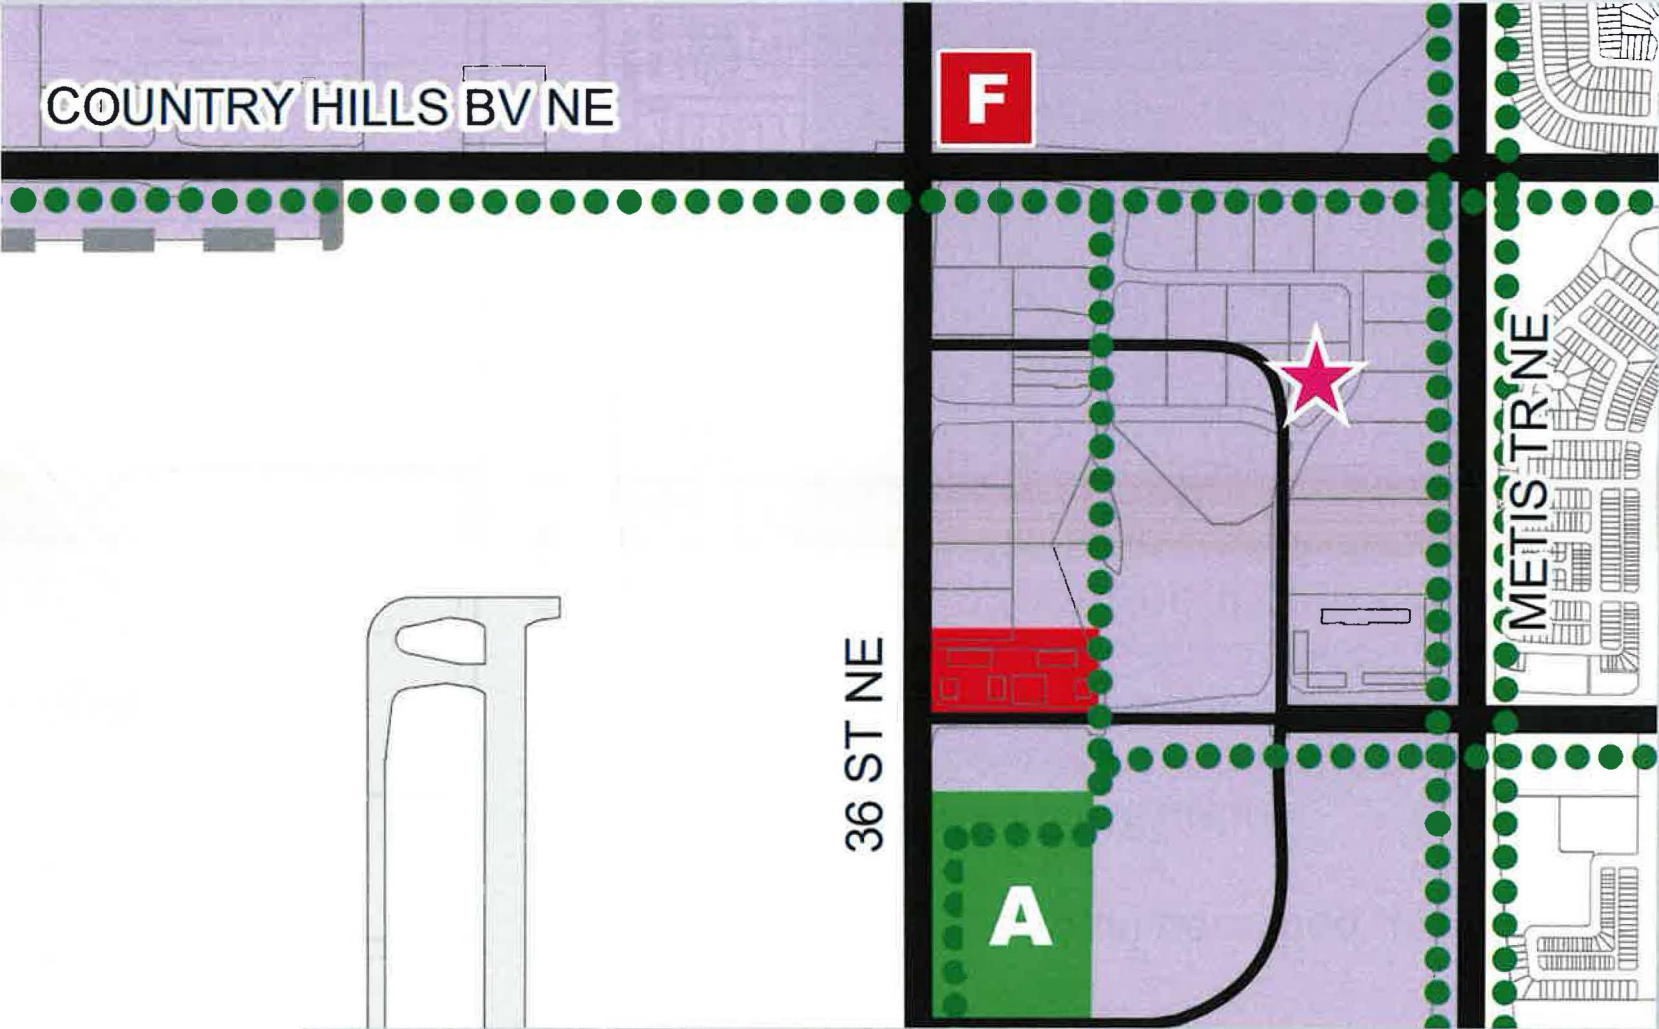 F
COUNTRY HILLS BV NE
METIS TR NE
36 ST NE
A